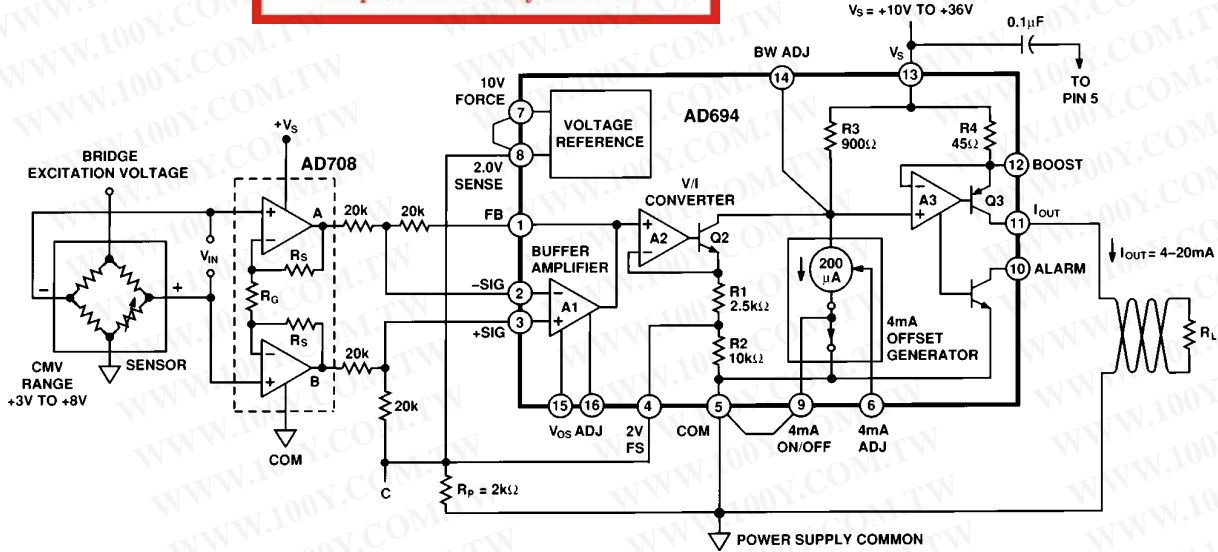 VS = +10V TO +36V
0.1µF
TO
PIN 5
VS
13
BW ADJ
14
10V
FORCE
7
VOLTAGE
REFERENCE
8
2.0V
SENSE
AD694
R3
900Ω
R4
45Ω
12
BOOST
A3
Q3
11
IOUT
IOUT = 4–20mA
10
ALARM
RL
+VS
AD708
BRIDGE
EXCITATION VOLTAGE
A
20k
20k
FB
1
V/I
CONVERTER
A2
Q2
BUFFER
AMPLIFIER
VIN
RS
RG
RS
–SIG
2
+SIG
3
A1
R1
2.5kΩ
R2
10kΩ
200
µA
4mA
OFFSET
GENERATOR
–
+
SENSOR
CMV
RANGE
+3V TO +8V
B
20k
20k
COM
15
16
VOS ADJ
4
2V
FS
5
COM
9
4mA
ON/OFF
6
4mA
ADJ
C
RP = 2kΩ
POWER SUPPLY COMMON
WWW.100Y.COM.TW